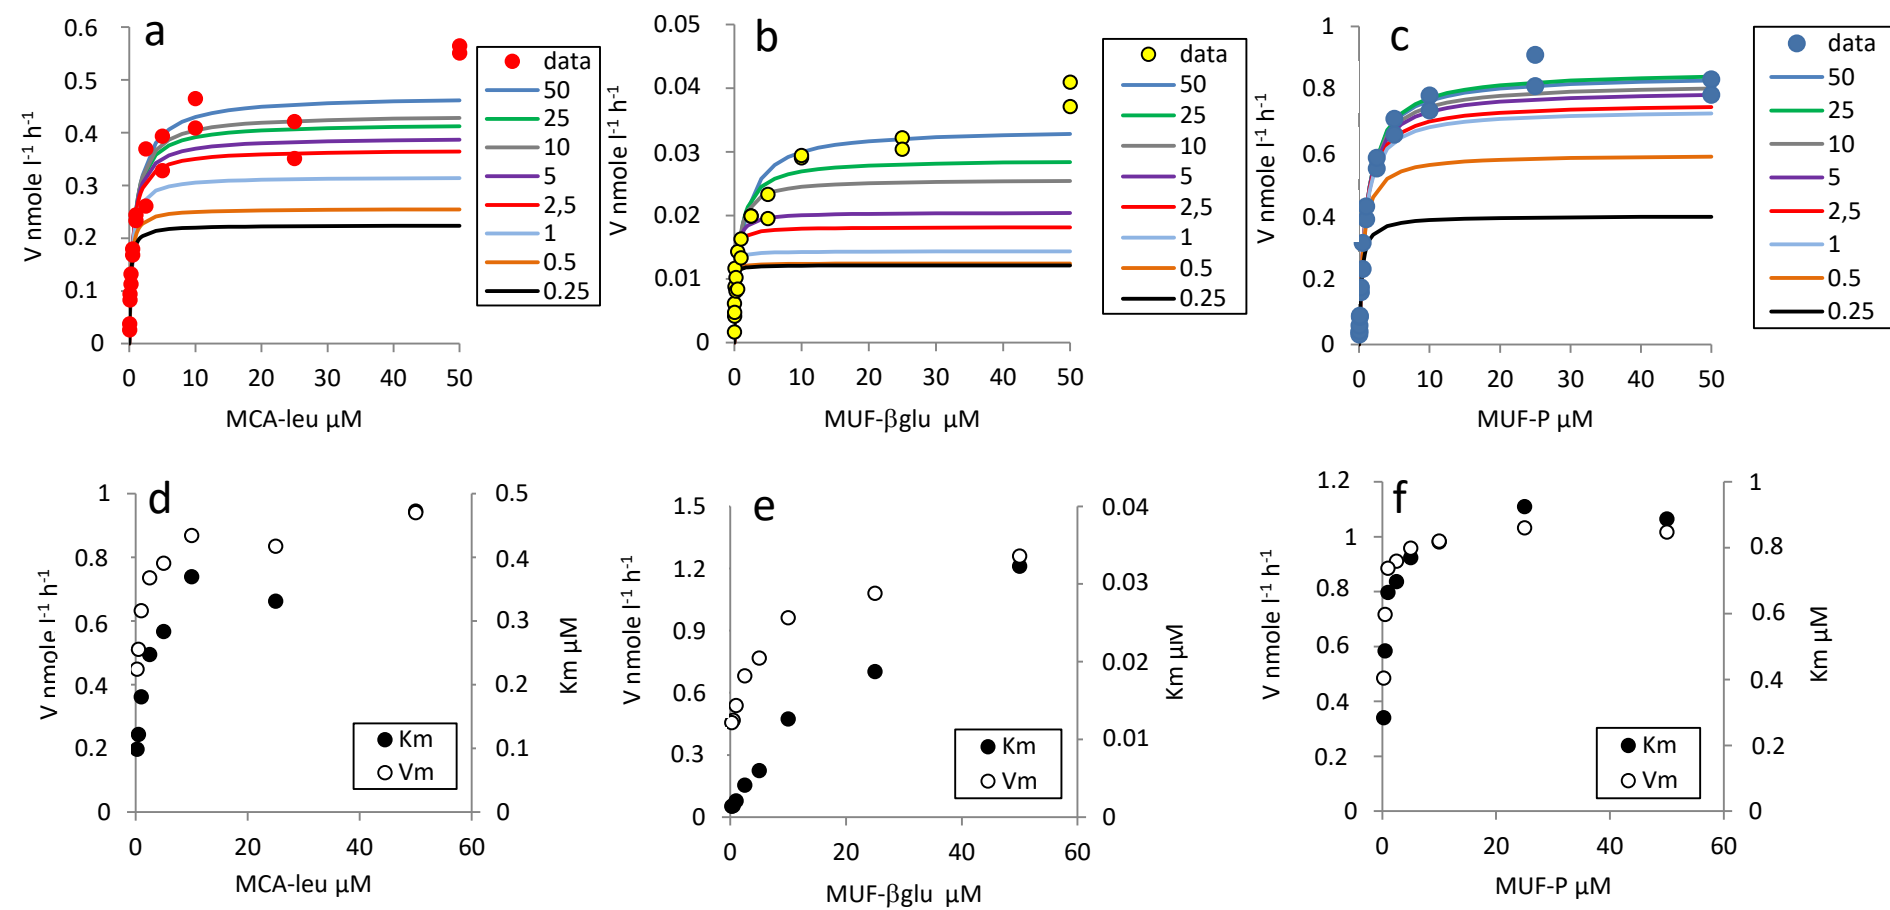 a
0.6
0.5
0.4
0.3
0.2
0.1
0
V nmole l-1 h-1
0 10 20 30 40 50
MCA-leu µM
data
50
25
10
5
2,5
1
0.5
0.25
b
0.05
0.04
0.03
0.02
0.01
0
V nmole l-1 h-1
0 10 20 30 40 50
MUF-βglu µM
data
50
25
10
5
2,5
1
0.5
0.25
c
1
0.8
0.6
0.4
0.2
0
V nmole l-1 h-1
0 10 20 30 40 50
MUF-P µM
data
50
25
10
5
2,5
1
0.5
0.25
d
1
0.8
0.6
0.4
0.2
0
V nmole l-1 h-1
0.5
0.4
0.3
0.2
0.1
0
Km µM
Km
Vm
0 20 40 60
MCA-leu µM
e
1.5
1.2
0.9
0.6
0.3
0
V nmole l-1 h-1
0.04
0.03
0.02
0.01
0
Km µM
Km
Vm
0 20 40 60
MUF-βglu µM
f
1.2
1
0.8
0.6
0.4
0.2
0
V nmole l-1 h-1
1
0.8
0.6
0.4
0.2
0
Km µM
Km
Vm
0 20 40 60
MUF-P µM